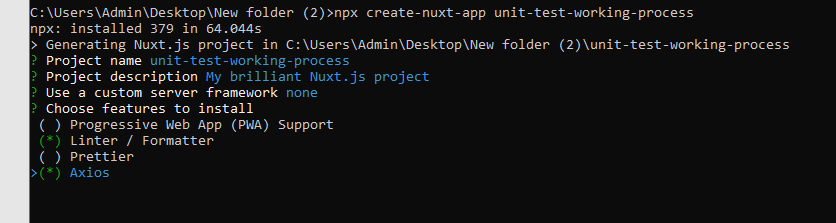 C:\Users\Admin\Desktop\New folder (2)>npx create-nuxt-app unit-test-working-process
npx: installed 379 in 64.044s
> Generating Nuxt.js project in C:\Users\Admin\Desktop\New folder (2)\unit-test-working-process
? Project name unit-test-working-process
? Project description My brilliant Nuxt.js project
? Use a custom server framework none
? Choose features to install
( ) Progressive Web App (PWA) Support
(*) Linter / Formatter
( ) Prettier
>(*) Axios